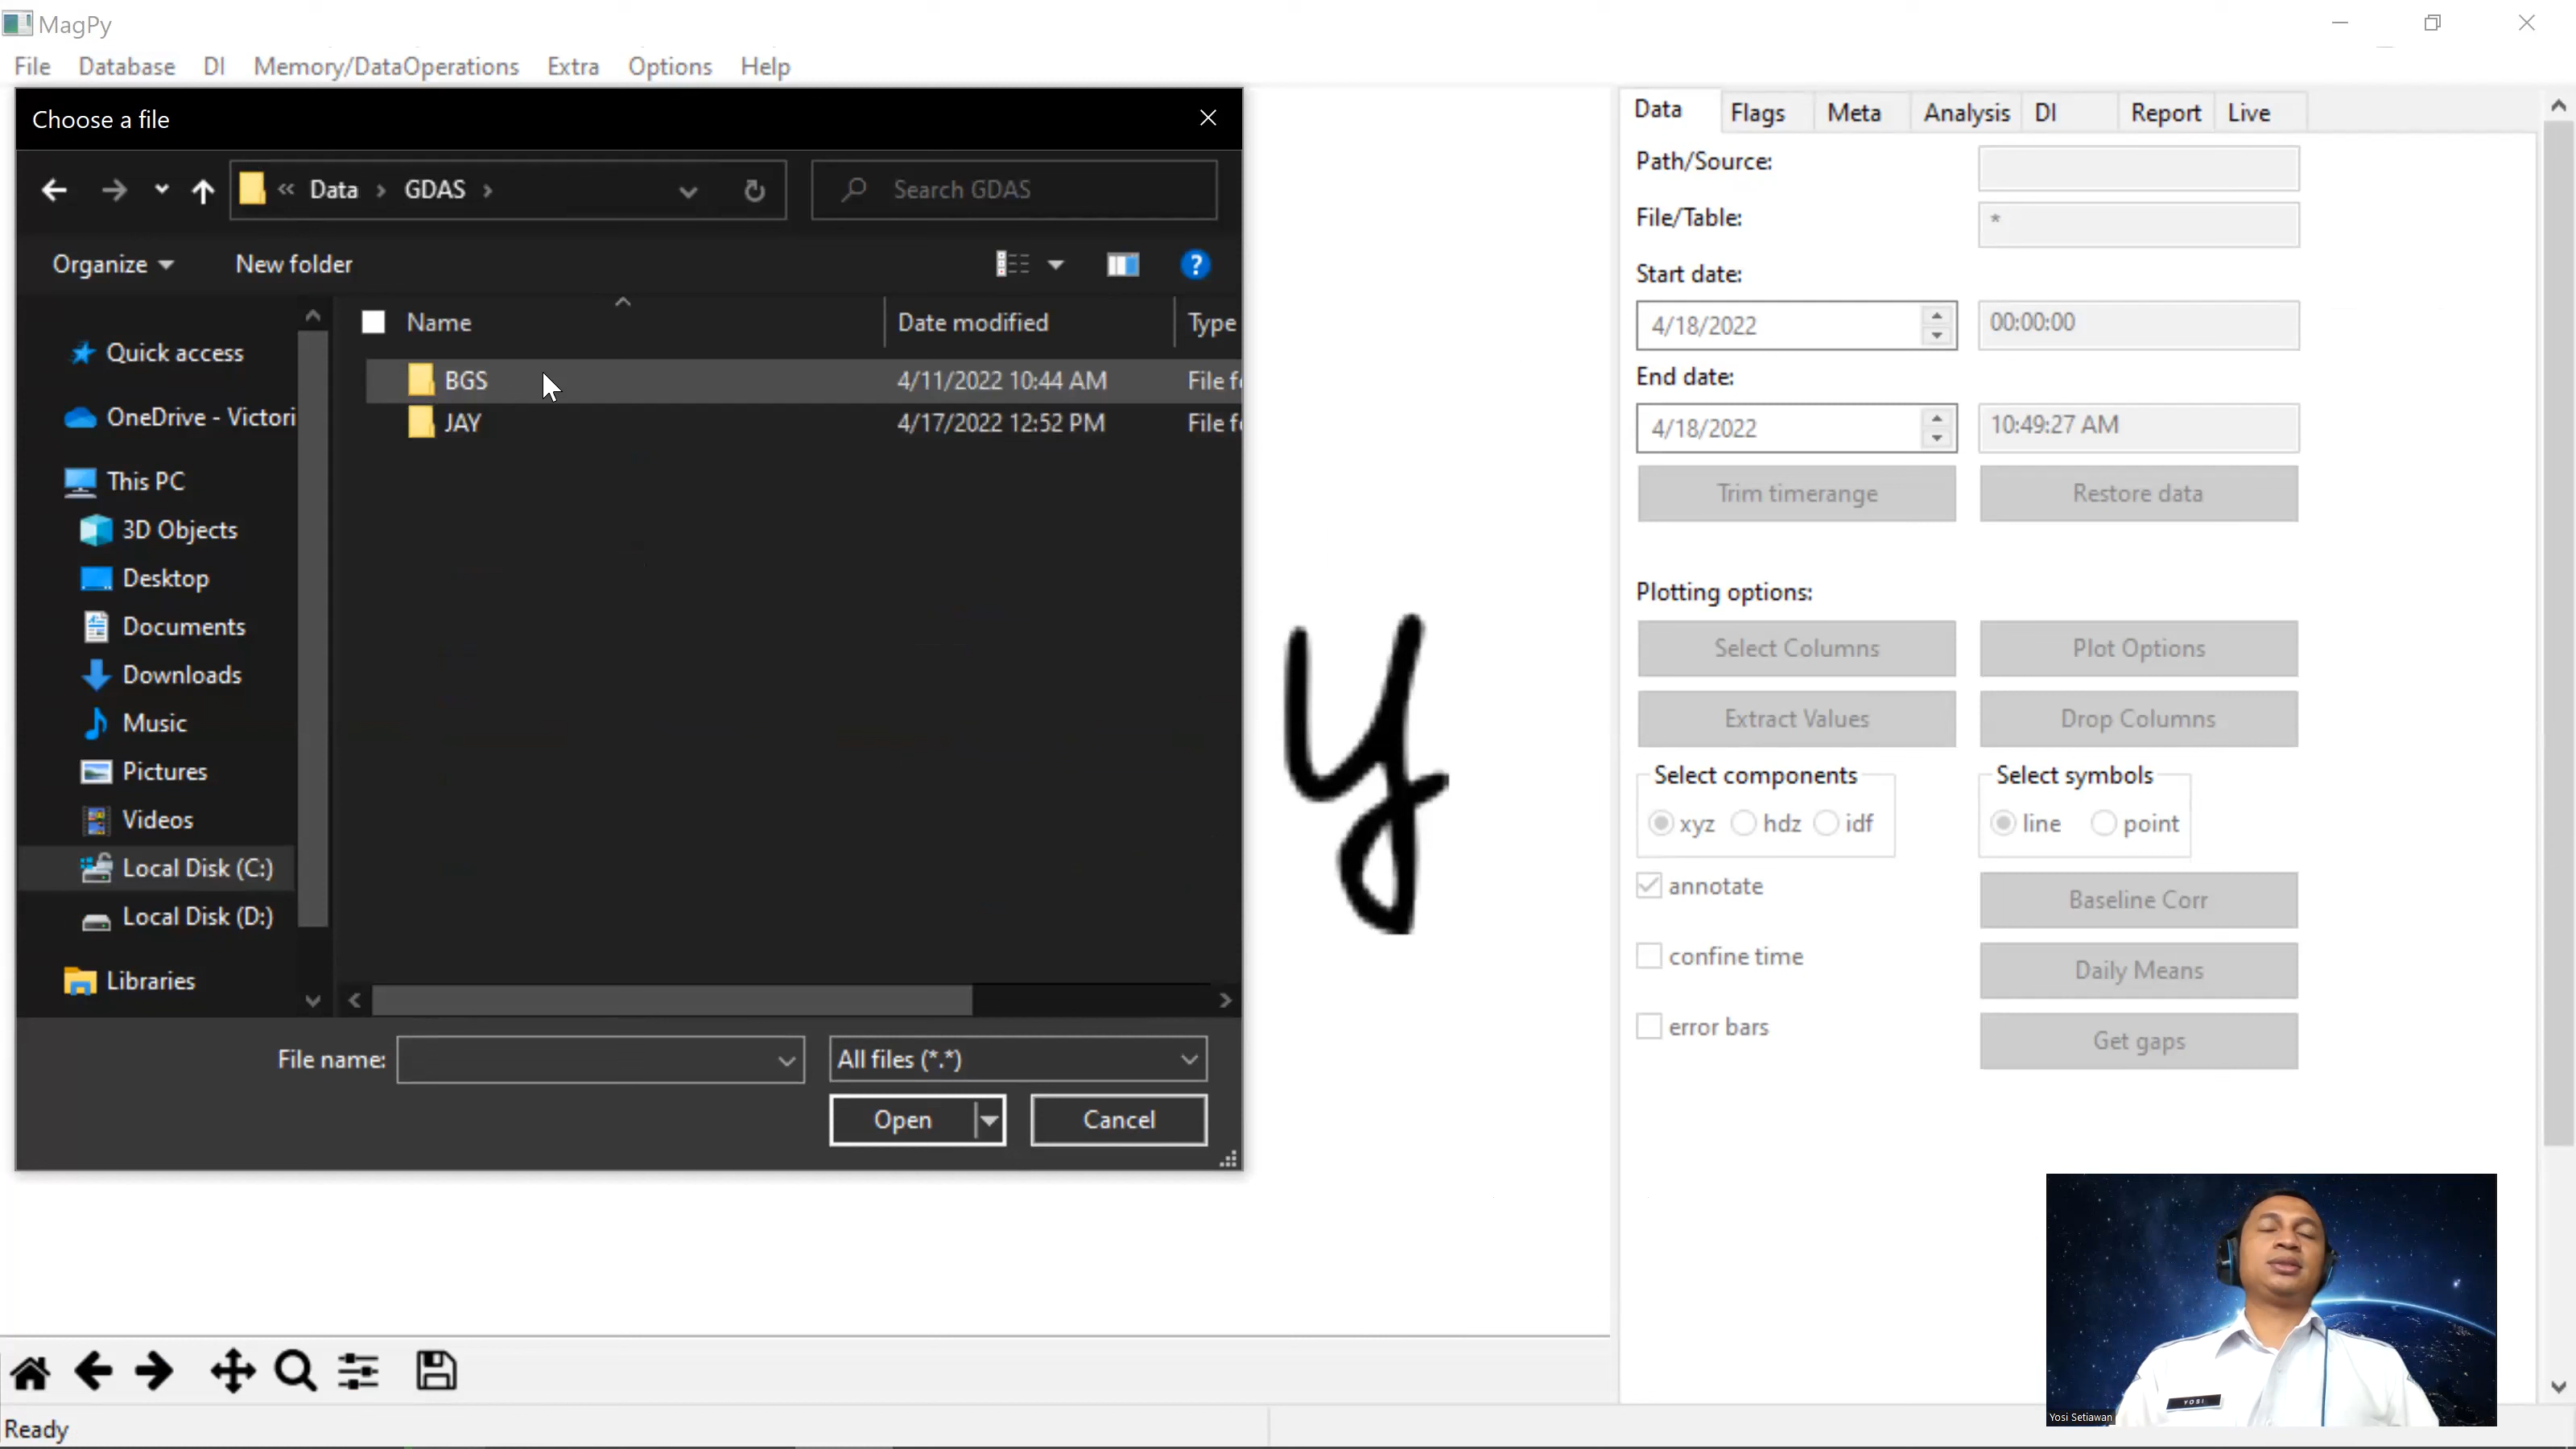 MagPy
File Database DI Memory/DataOperations Extra Options Help
Choose a file
« Data › GDAS ›
Search GDAS
Organize
New folder
Name
Date modified
Type
Quick access
OneDrive - Victori
This PC
3D Objects
Desktop
Documents
Downloads
Music
Pictures
Videos
Local Disk (C:)
Local Disk (D:)
Libraries
BGS 4/11/2022 10:44 AM File f
JAY 4/17/2022 12:52 PM File f
File name:
All files (*.*)
Open
Cancel
y
Data Flags Meta Analysis DI Report Live
Path/Source:
File/Table:
*
Start date:
4/18/2022
00:00:00
End date:
4/18/2022
10:49:27 AM
Trim timerange
Restore data
Plotting options:
Select Columns
Plot Options
Extract Values
Drop Columns
Select components
xyz hdz idf
Select symbols
line point
annotate
Baseline Corr
confine time
Daily Means
error bars
Get gaps
YOSI
Yosi Setiawan
Ready